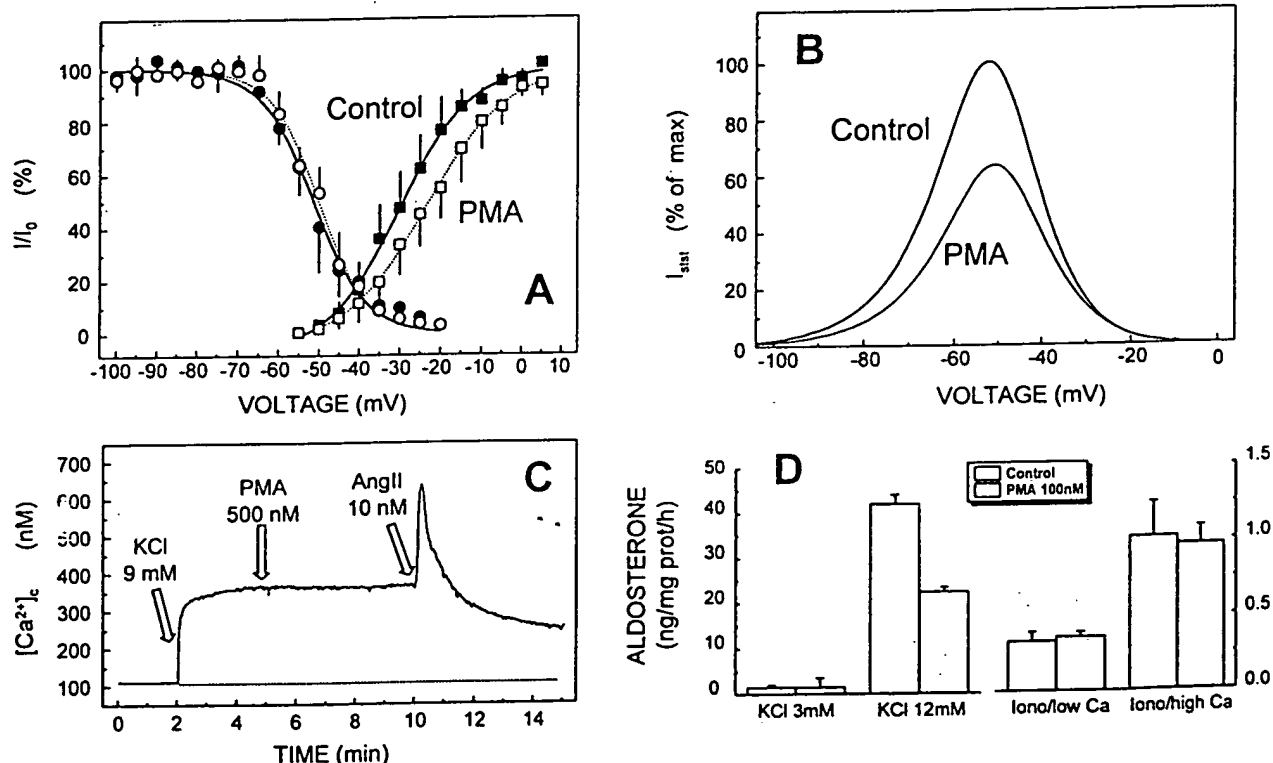 A
Control
PMA
I/I₀ (%)
100
80
60
40
20
0
-100 -90 -80 -70 -60 -50 -40 -30 -20 -10 0 10
VOLTAGE (mV)
B
Control
PMA
I_stst (% of max)
100
80
60
40
20
0
-100 -80 -60 -40 -20 0
VOLTAGE (mV)
C
KCl
9 mM
PMA
500 nM
AngII
10 nM
[Ca²⁺]c (nM)
700
600
500
400
300
200
100
0 2 4 6 8 10 12 14
TIME (min)
D
Control
PMA 100nM
ALDOSTERONE
(ng/mg prot/h)
50
40
30
20
10
0
1.5
1.0
0.5
0.0
KCl 3mM KCl 12mM Iono/low Ca Iono/high Ca